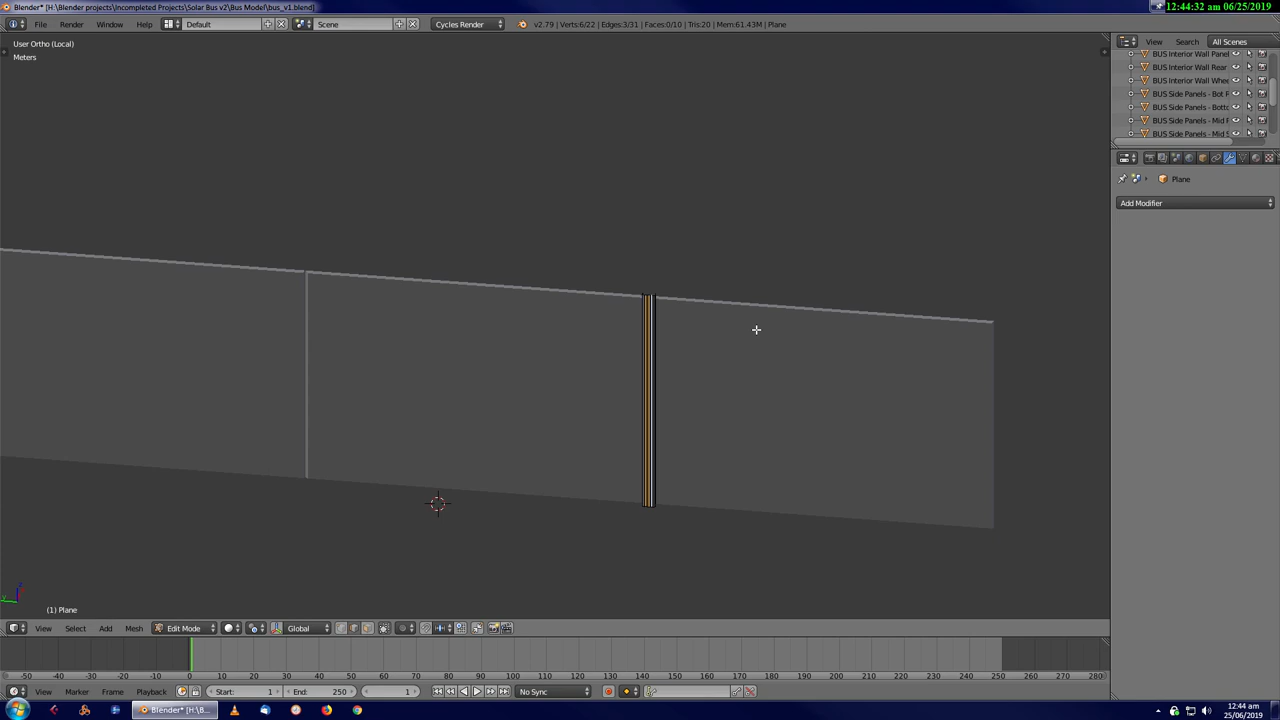 Blender* [H:\Blender projects\Incompleted Projects\Solar Bus v2\Bus Model\bus_v1.blend]
12:44:32 am 06/25/2019
File Render Window Help Default Scene Cycles Render v2.79 | Verts:6/22 | Edges:3/31 | Faces:0/10 | Tris:20 | Mem:61.43M | Plane
View Search All Scenes
User Ortho (Local)
Meters
BUS Interior Wall Panel
BUS Interior Wall Rear
BUS Interior Wall Whee
BUS Side Panels - Bot F
BUS Side Panels - Botto
BUS Side Panels - Mid F
BUS Side Panels - Mid S
Plane
Add Modifier
(1) Plane
View Select Add Mesh Edit Mode Global
-50 -40 -30 -20 -10 0 10 20 30 40 50 60 70 80 90 100 110 120 130 140 150 160 170 180 190 200 210 220 230 240 250 260 270 280
View Marker Frame Playback Start: 1 End: 250 1 No Sync
Blender* [H:\B...
12:44 am
25/06/2019